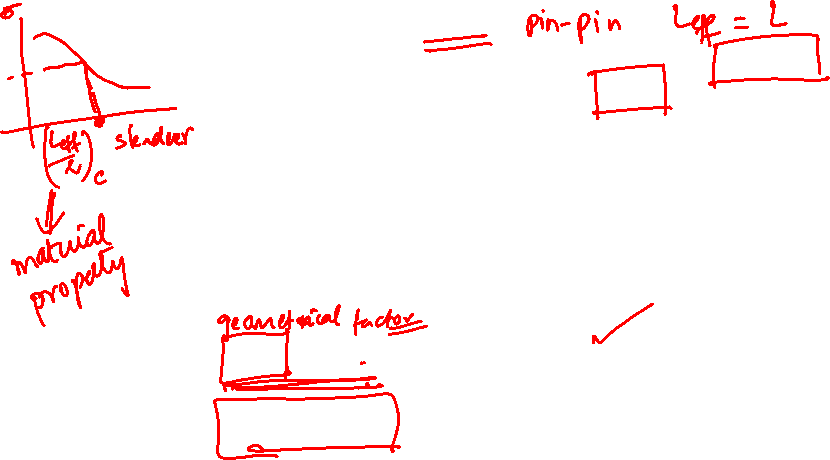 σ
pin-pin Leff = L
(Leff/r)c slender
material
property
geometrical factor